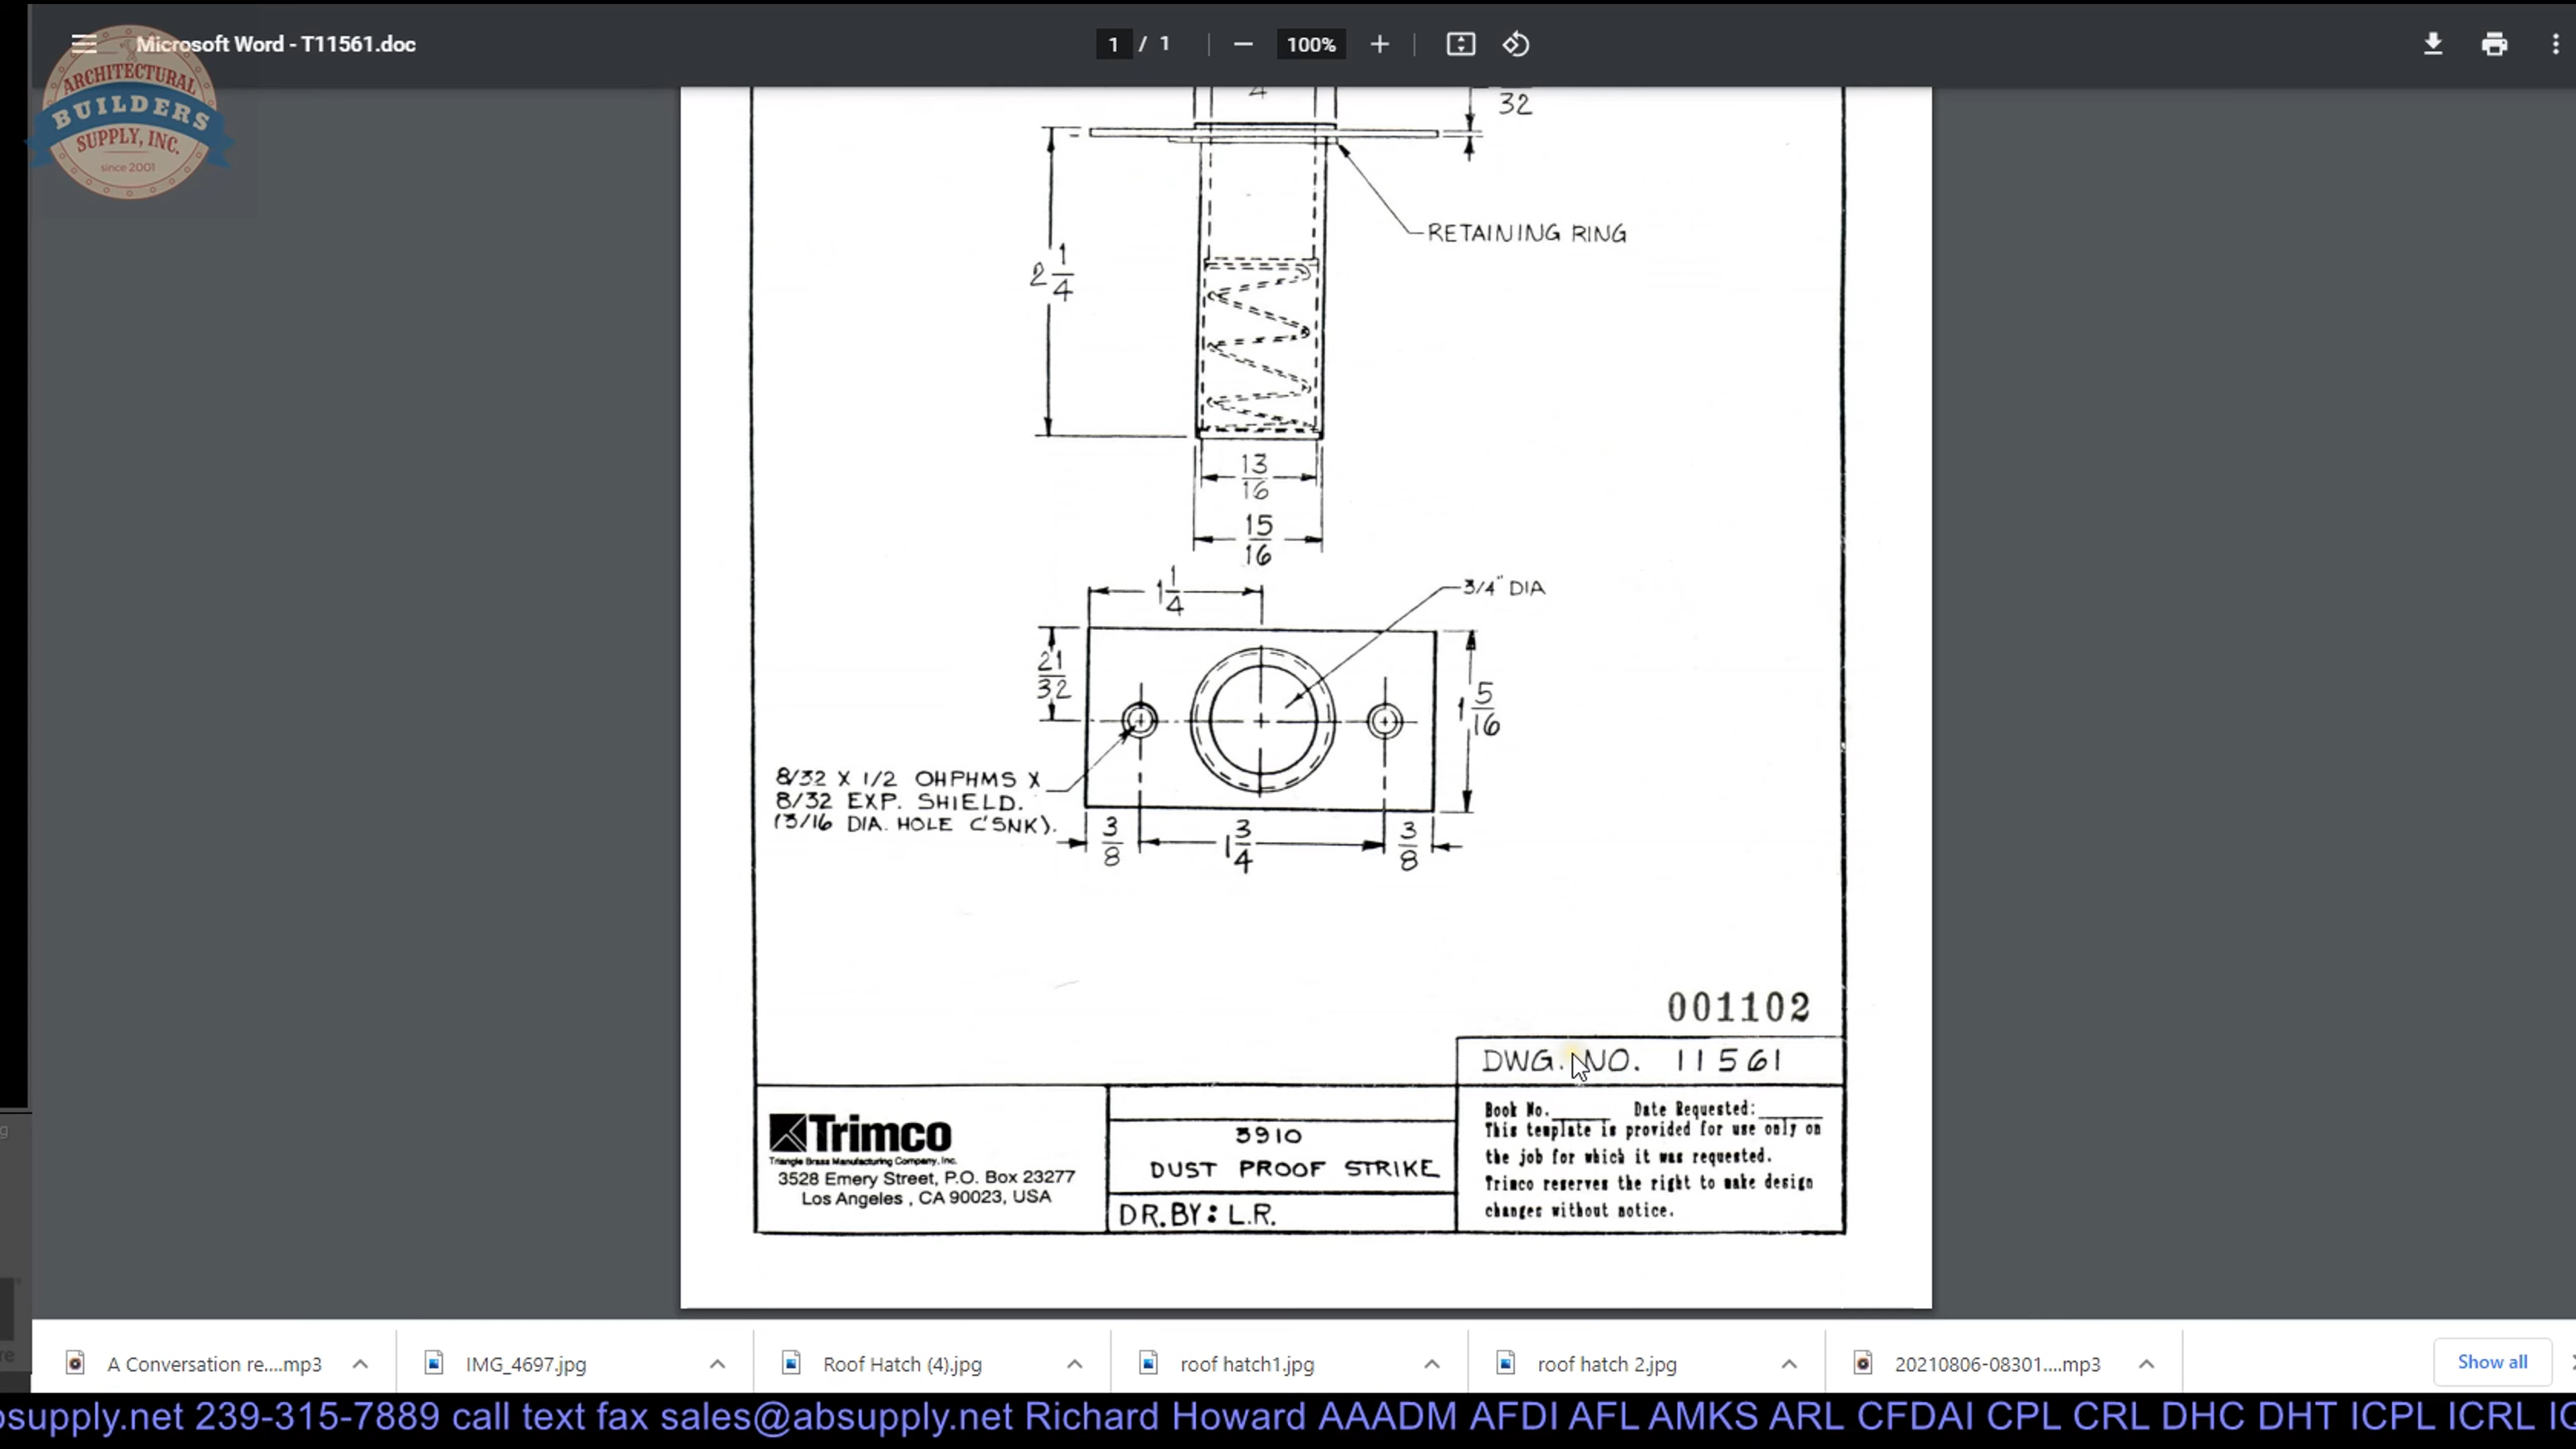 Microsoft Word - T11561.doc
1 / 1
100%
ARCHITECTURAL
BUILDERS
SUPPLY, INC.
since 2001
4
32
RETAINING RING
2 1/4
13/16
15/16
1 1/4
3/4" DIA
21/32
1 5/16
8/32 X 1/2 OHPHMS X
8/32 EXP. SHIELD.
(3/16 DIA. HOLE C'SNK).
3/8
1 3/4
3/8
001102
DWG. NO. 11561
Trimco
Triangle Brass Manufacturing Company, Inc.
3528 Emery Street, P.O. Box 23277
Los Angeles , CA 90023, USA
3910
DUST PROOF STRIKE
DR.BY: L.R.
Book No.______ Date Requested:______
This template is provided for use only on
the job for which it was requested.
Trimco reserves the right to make design
changes without notice.
A Conversation re....mp3
IMG_4697.jpg
Roof Hatch (4).jpg
roof hatch1.jpg
roof hatch 2.jpg
20210806-08301....mp3
Show all
osupply.net 239-315-7889 call text fax sales@absupply.net Richard Howard AAADM AFDI AFL AMKS ARL CFDAI CPL CRL DHC DHT ICPL ICRL